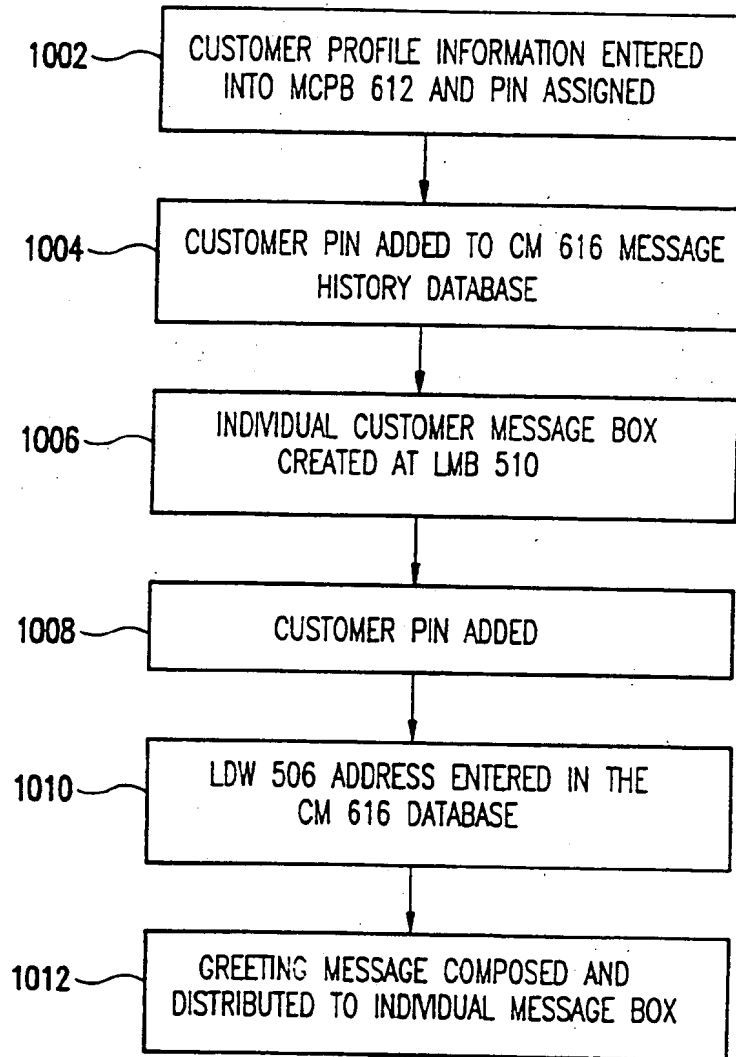 1002
CUSTOMER PROFILE INFORMATION ENTERED
INTO MCPB 612 AND PIN ASSIGNED
1004
CUSTOMER PIN ADDED TO CM 616 MESSAGE
HISTORY DATABASE
1006
INDIVIDUAL CUSTOMER MESSAGE BOX
CREATED AT LMB 510
1008
CUSTOMER PIN ADDED
1010
LDW 506 ADDRESS ENTERED IN THE
CM 616 DATABASE
1012
GREETING MESSAGE COMPOSED AND
DISTRIBUTED TO INDIVIDUAL MESSAGE BOX